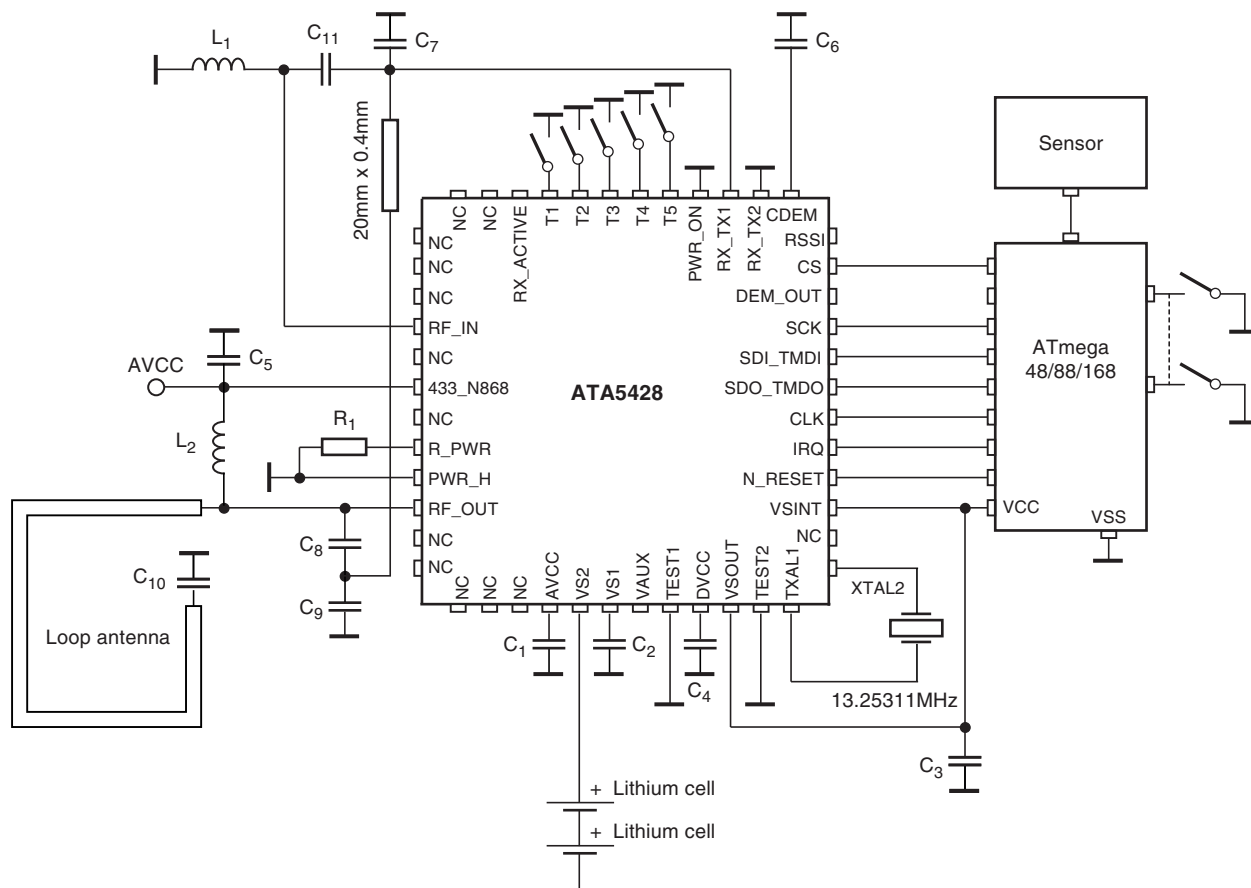 L1
C11
C7
C6
20mm x 0.4mm
Sensor
NC
NC
RX_ACTIVE
T1
T2
T3
T4
T5
PWR_ON
RX_TX1
RX_TX2
CDEM
NC
NC
NC
RF_IN
NC
433_N868
NC
R_PWR
PWR_H
RF_OUT
NC
NC
RSSI
CS
DEM_OUT
SCK
SDI_TMDI
SDO_TMDO
CLK
IRQ
N_RESET
VSINT
NC
XTAL2
ATA5428
ATmega
48/88/168
VCC
VSS
AVCC
C5
L2
R1
C8
C9
C10
Loop antenna
NC
NC
NC
AVCC
VS2
VS1
VAUX
TEST1
DVCC
VSOUT
TEST2
TXAL1
C1
C2
C4
13.25311MHz
C3
+ Lithium cell
+ Lithium cell